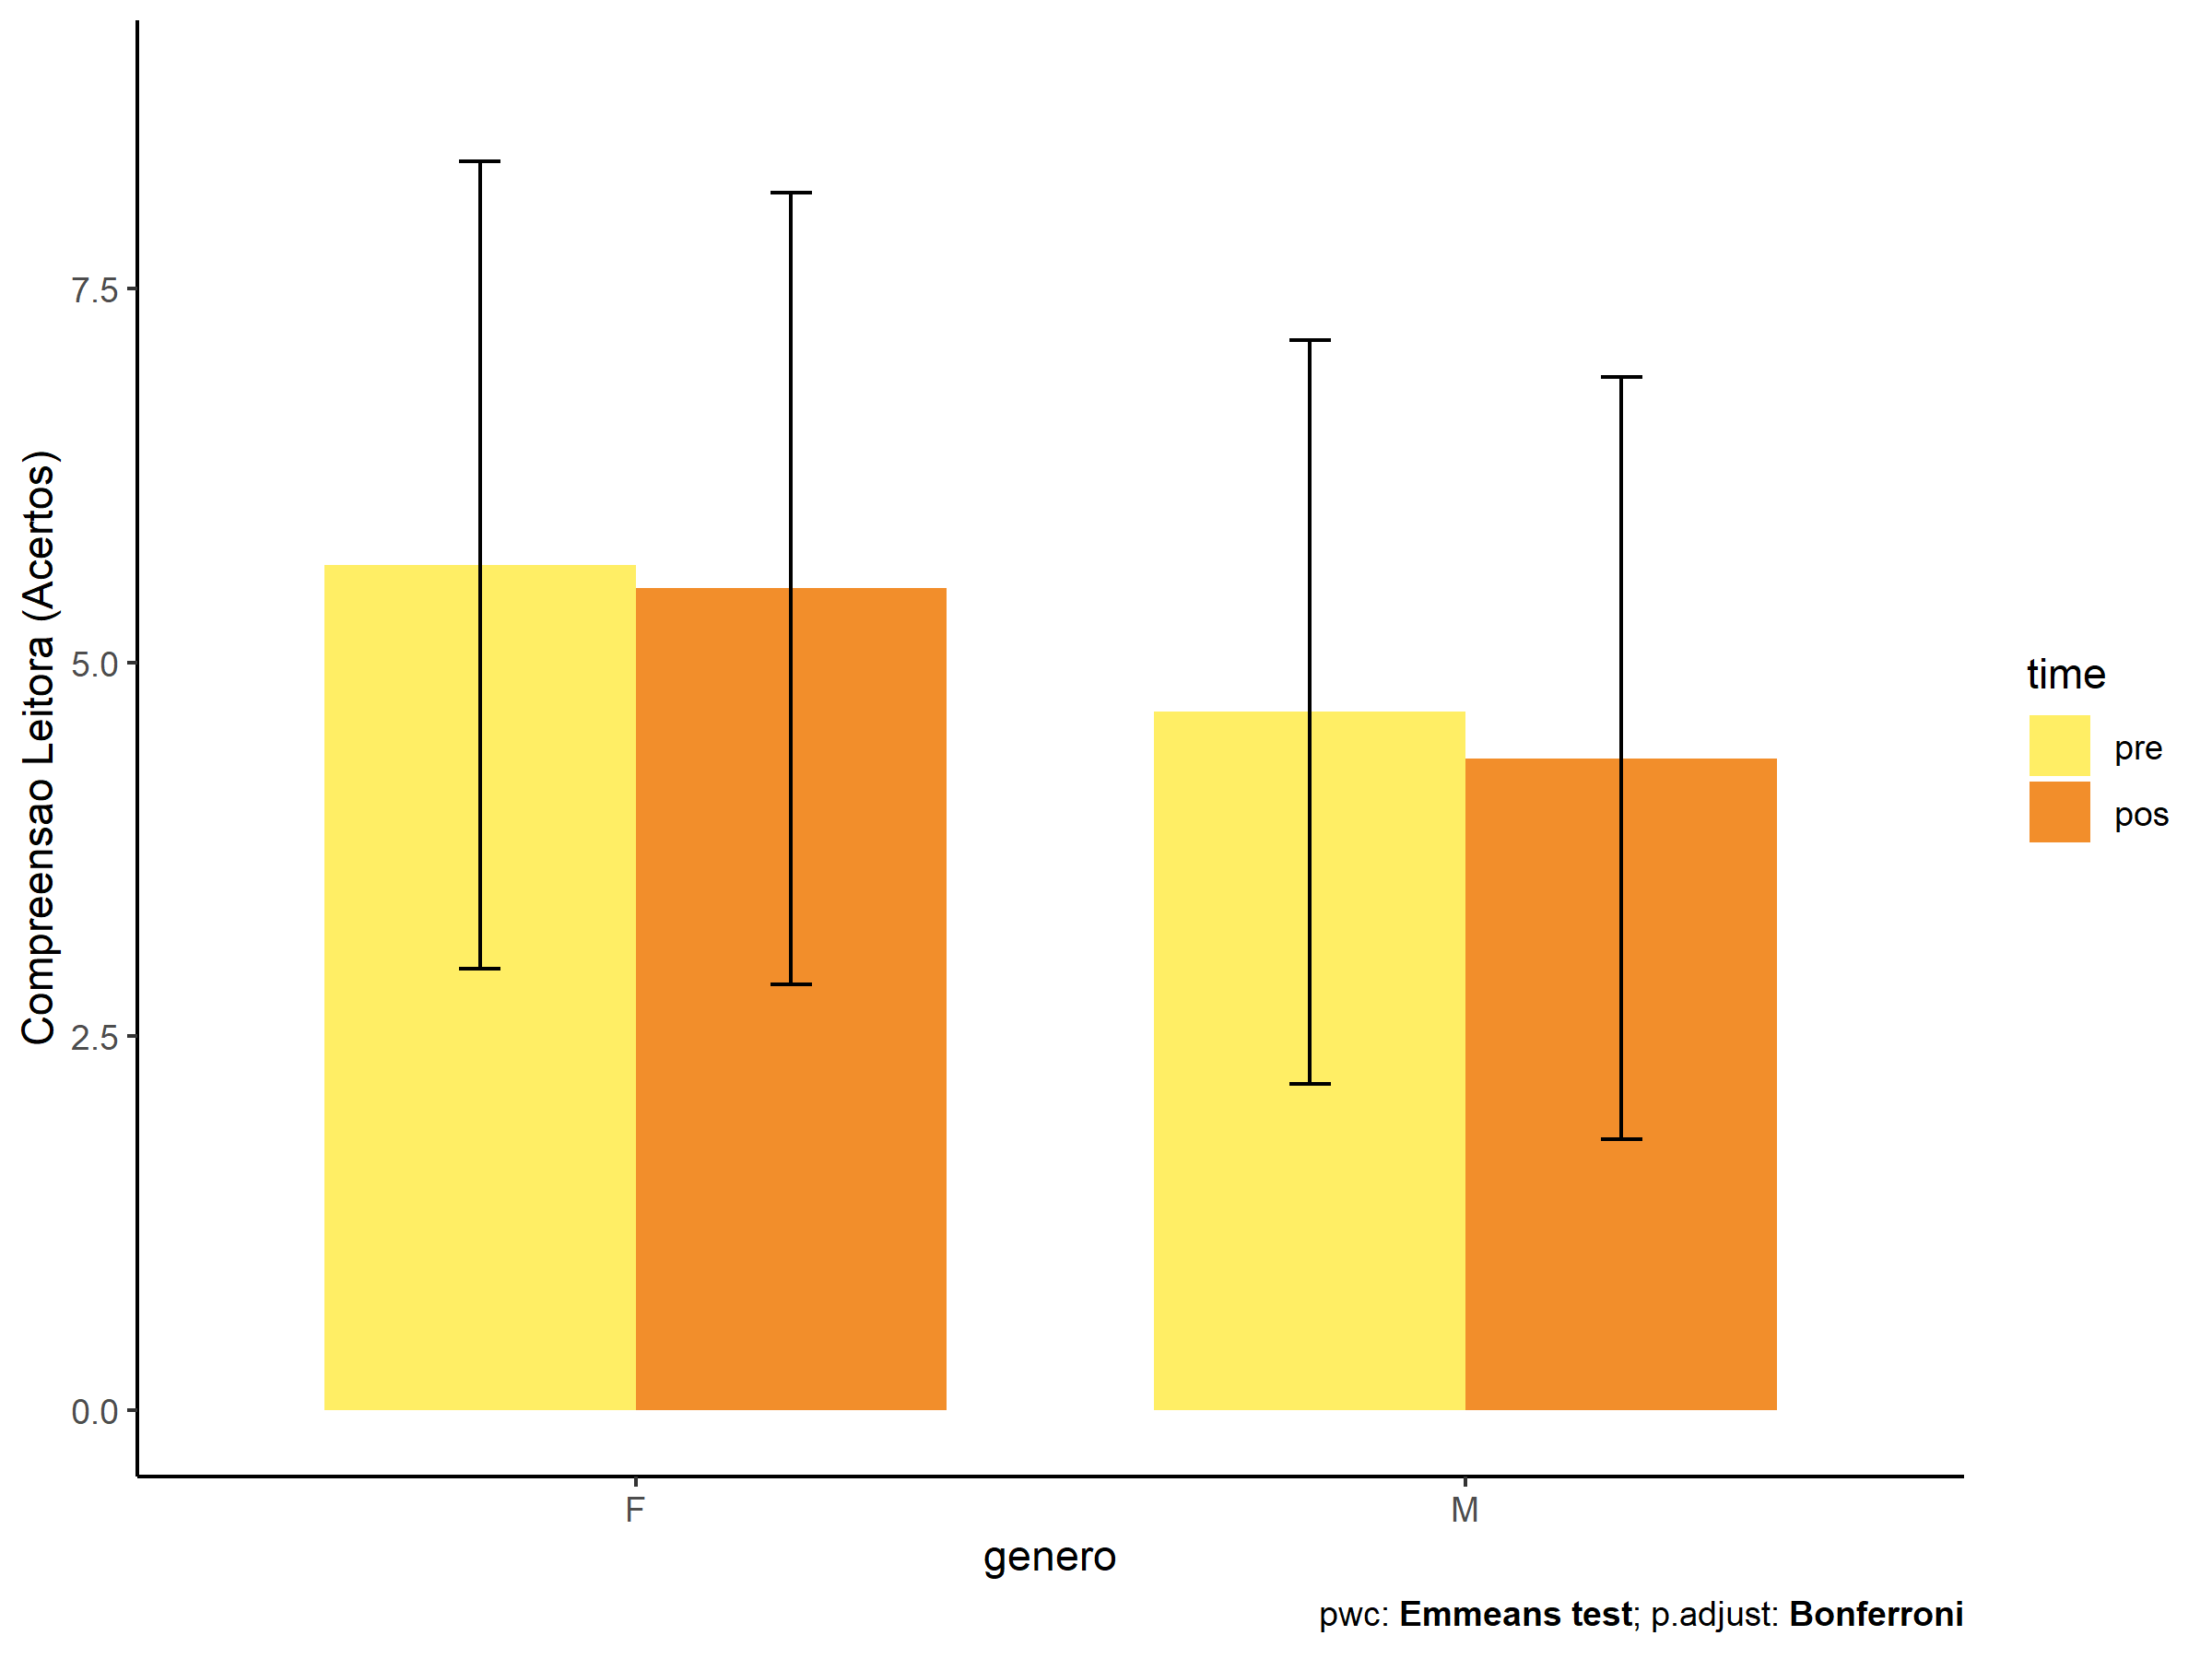 Compreensao Leitora (Acertos)
7.5
5.0
2.5
0.0
F
M
genero
time
pre
pos
pwc: Emmeans test; p.adjust: Bonferroni